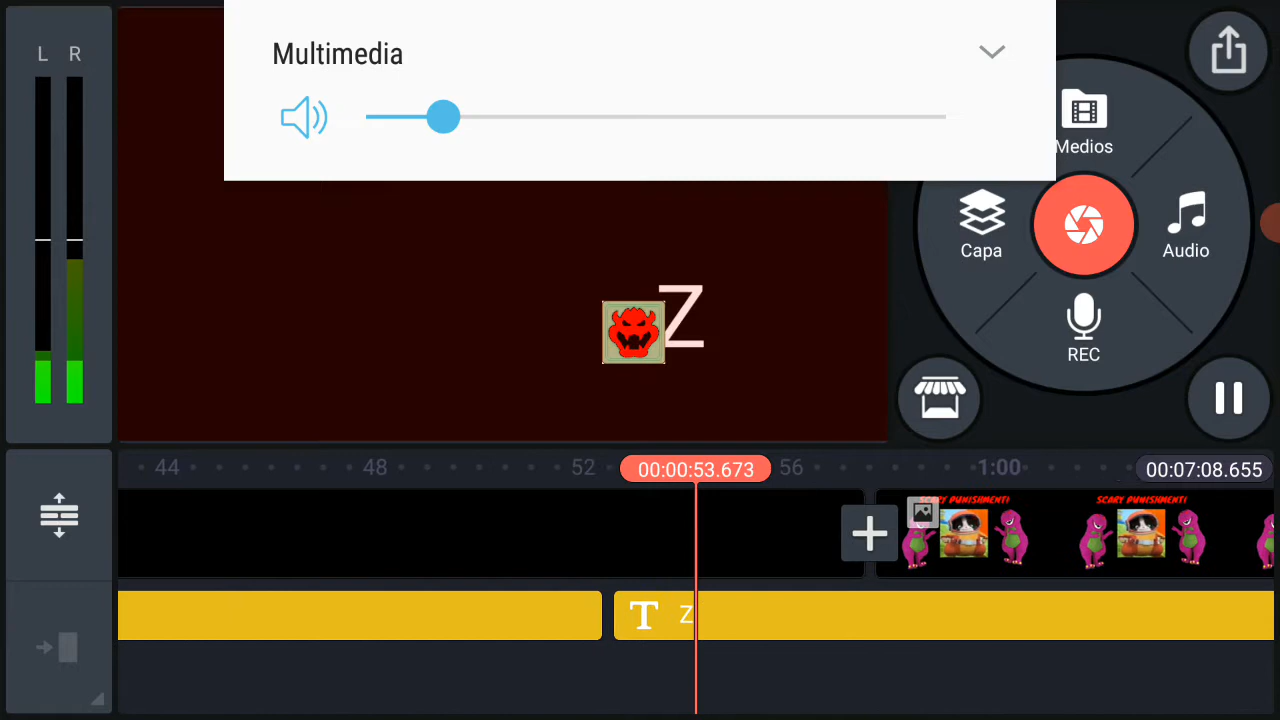 L R
Multimedia
Medios
Capa
Audio
REC
Z
44
48
52
00:00:53.673
56
1:00
00:07:08.655
SCARY PUNISHMENT!
SCARY PUNISHMENT!
T Z